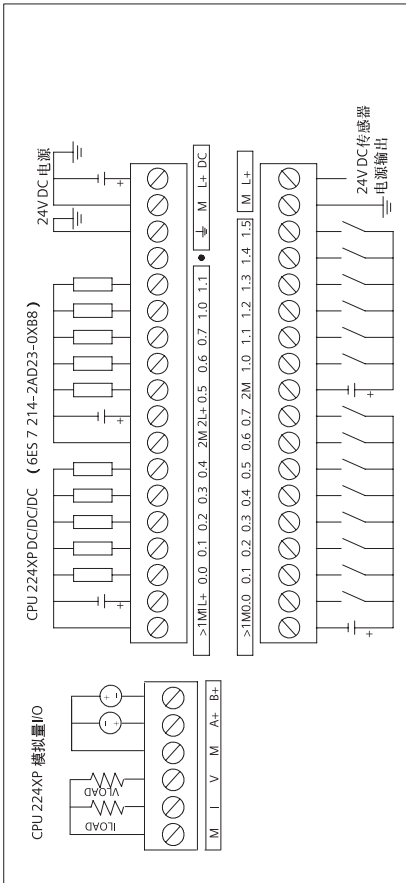 CPU 224XP 模拟量I/O
ILOAD
VLOAD
+
-
+
-
M I V M A+ B+
CPU 224XP DC/DC/DC （6ES 7 214-2AD23-0XB8）
24V DC 电源
+
+
+
>1M1L+ 0.0 0.1 0.2 0.3 0.4 2M 2L+ 0.5 0.6 0.7 1.0 1.1
M L+ DC
>1M0.0 0.1 0.2 0.3 0.4 0.5 0.6 0.7 2M 1.0 1.1 1.2 1.3 1.4 1.5
M L+
+
+
24V DC传感器
电源输出